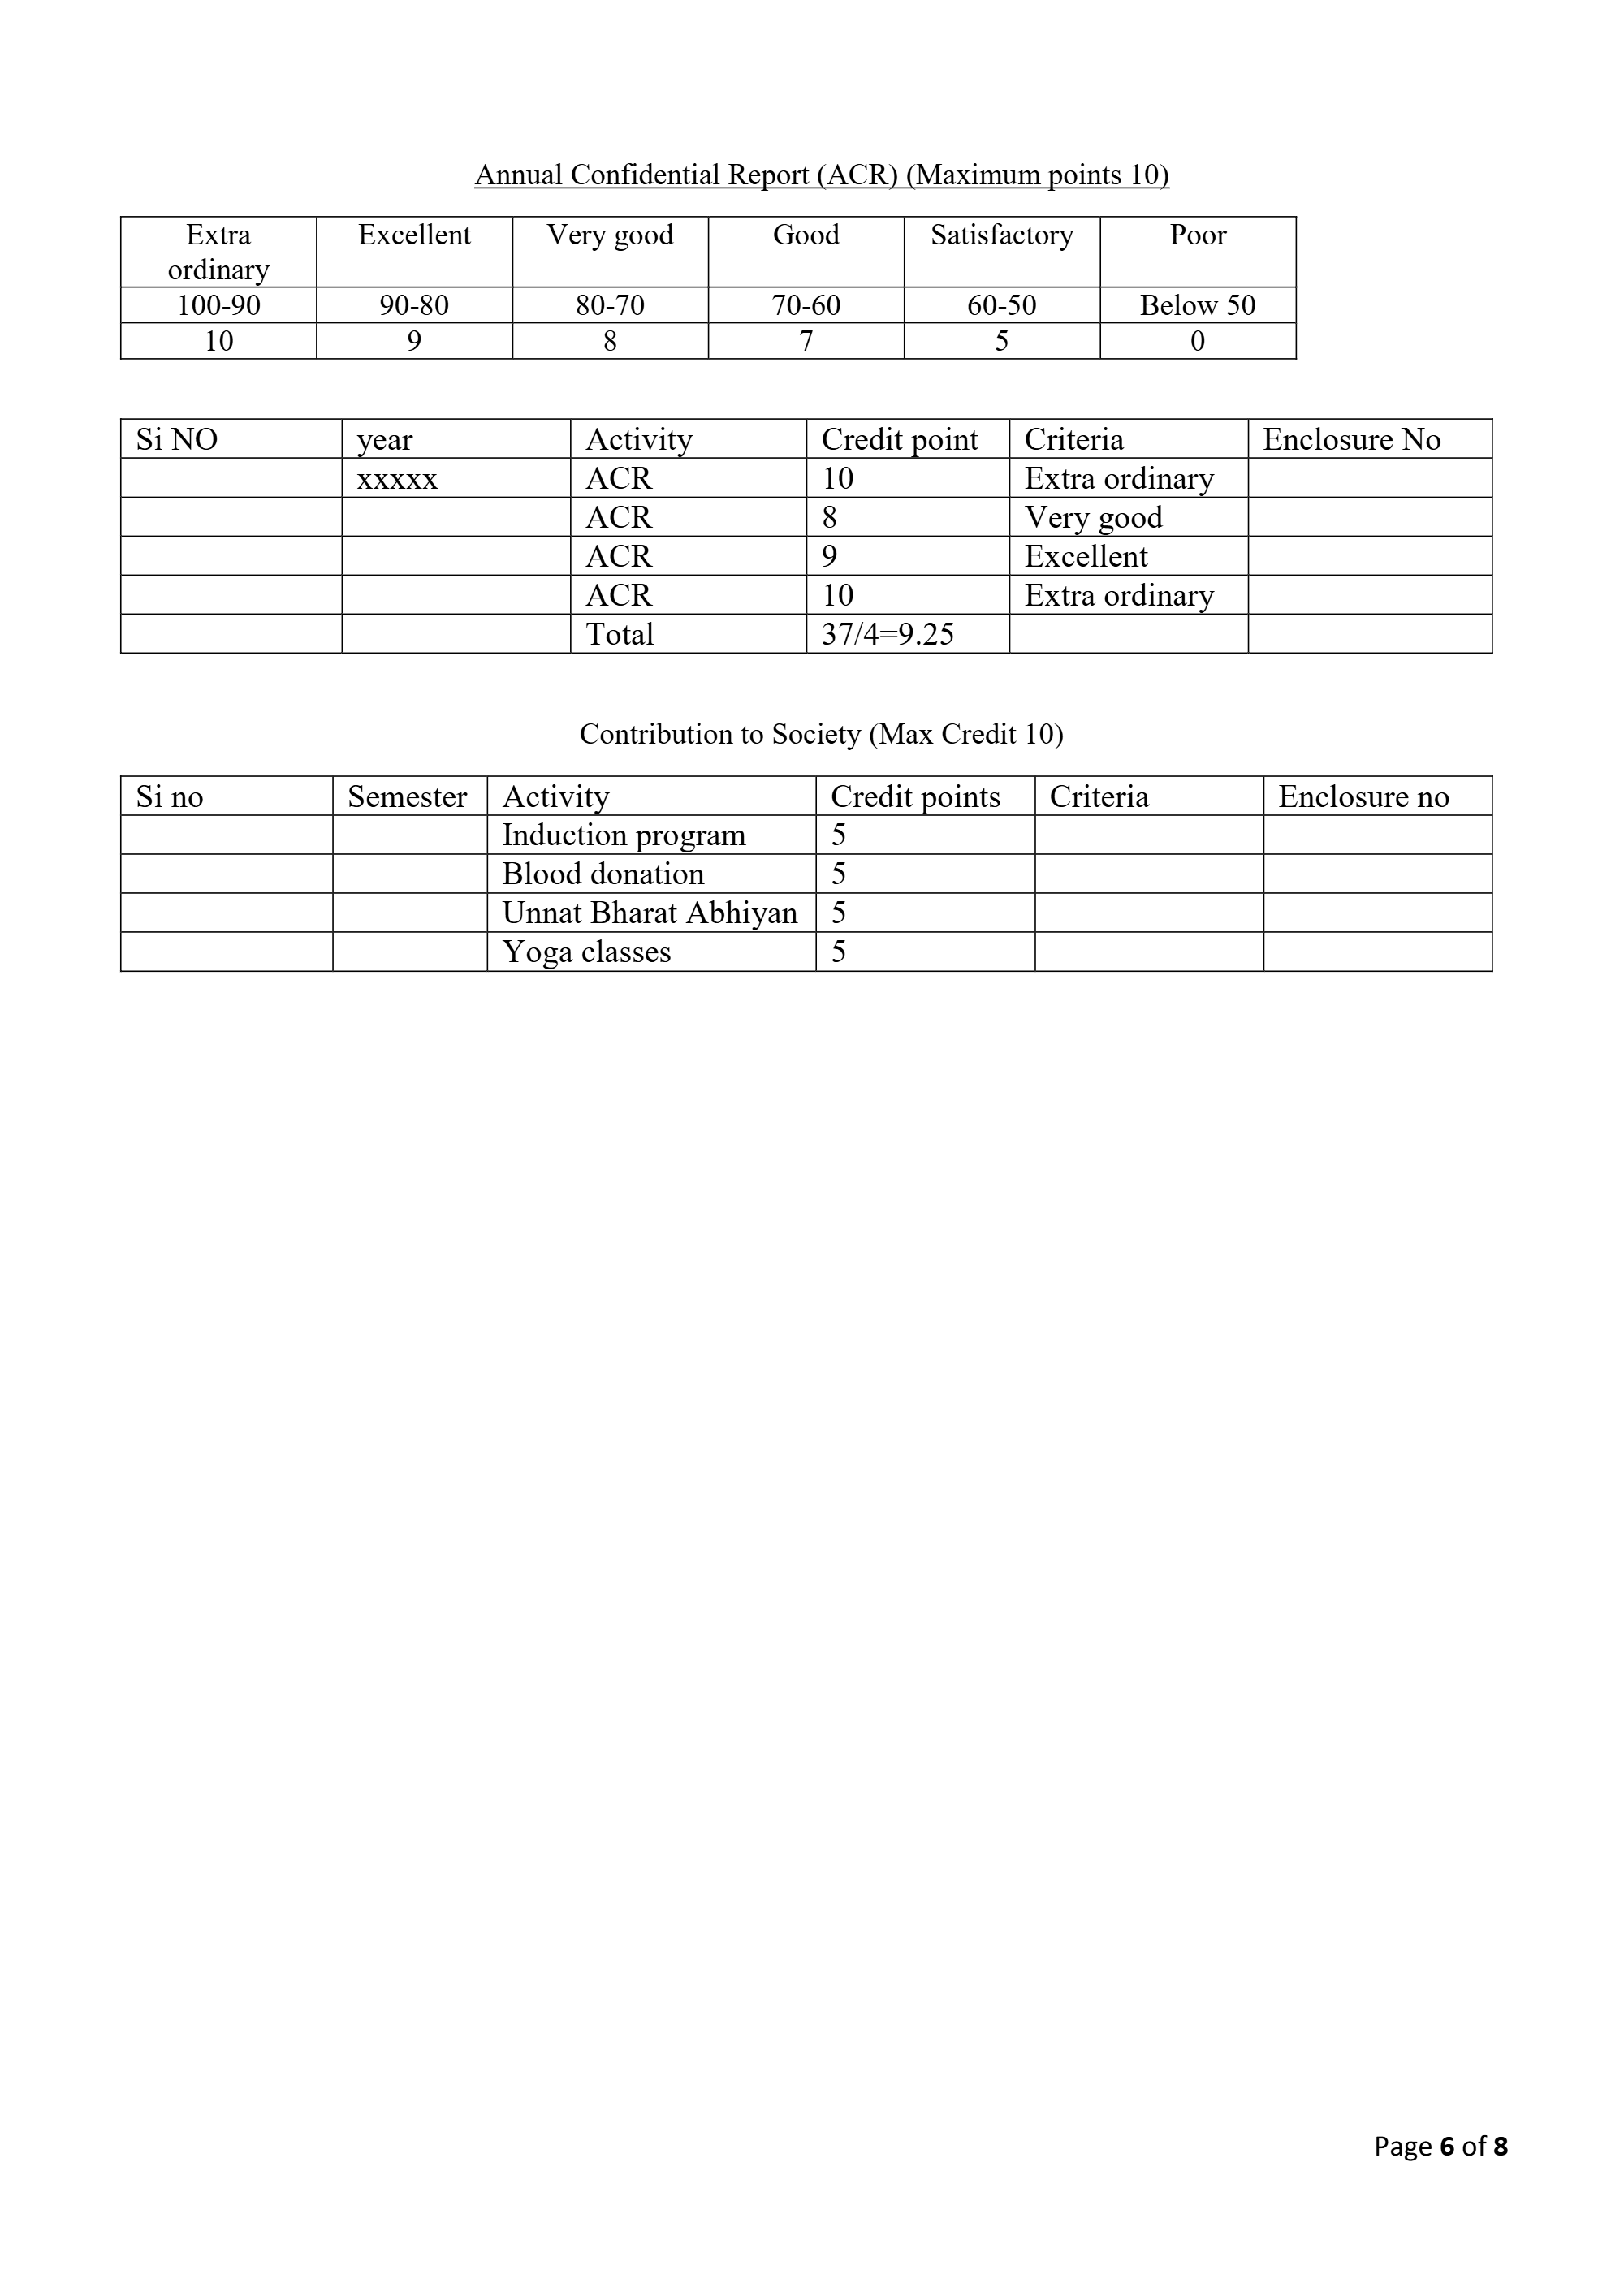 Annual Confidential Report (ACR) (Maximum points 10)
Extra ordinary Excellent Very good Good Satisfactory Poor
100-90 90-80 80-70 70-60 60-50 Below 50
10 9 8 7 5 0
Si NO year Activity Credit point Criteria Enclosure No
xxxxx ACR 10 Extra ordinary
ACR 8 Very good
ACR 9 Excellent
ACR 10 Extra ordinary
Total 37/4=9.25
Contribution to Society (Max Credit 10)
Si no Semester Activity Credit points Criteria Enclosure no
Induction program 5
Blood donation 5
Unnat Bharat Abhiyan 5
Yoga classes 5
Page 6 of 8